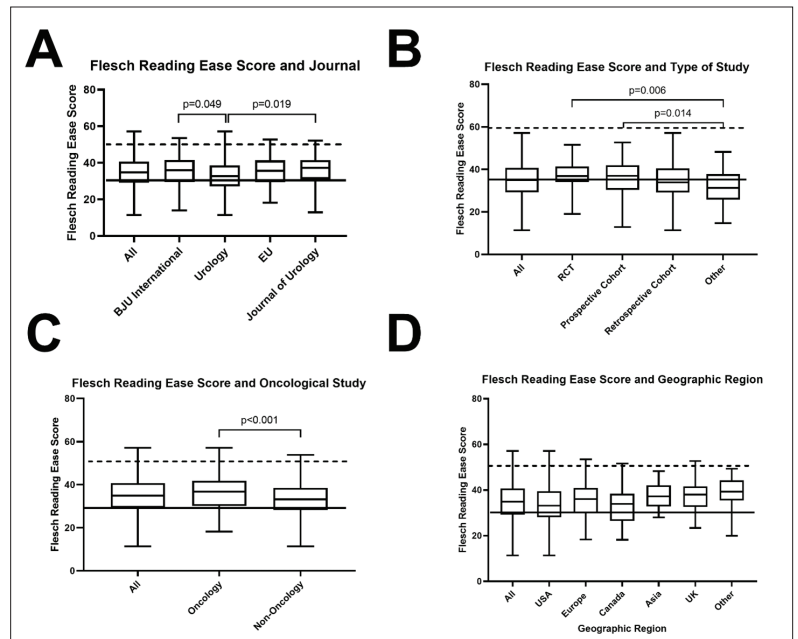 A
Flesch Reading Ease Score and Journal
Flesch Reading Ease Score
80
60
40
20
0
p=0.049
p=0.019
All
BJU International
Urology
EU
Journal of Urology
B
Flesch Reading Ease Score and Type of Study
Flesch Reading Ease Score
80
60
40
20
0
p=0.006
p=0.014
All
RCT
Prospective Cohort
Retrospective Cohort
Other
C
Flesch Reading Ease Score and Oncological Study
Flesch Reading Ease Score
80
60
40
20
0
p<0.001
All
Oncology
Non-Oncology
D
Flesch Reading Ease Score and Geographic Region
Flesch Reading Ease Score
80
60
40
20
0
All
USA
Europe
Canada
Asia
UK
Other
Geographic Region